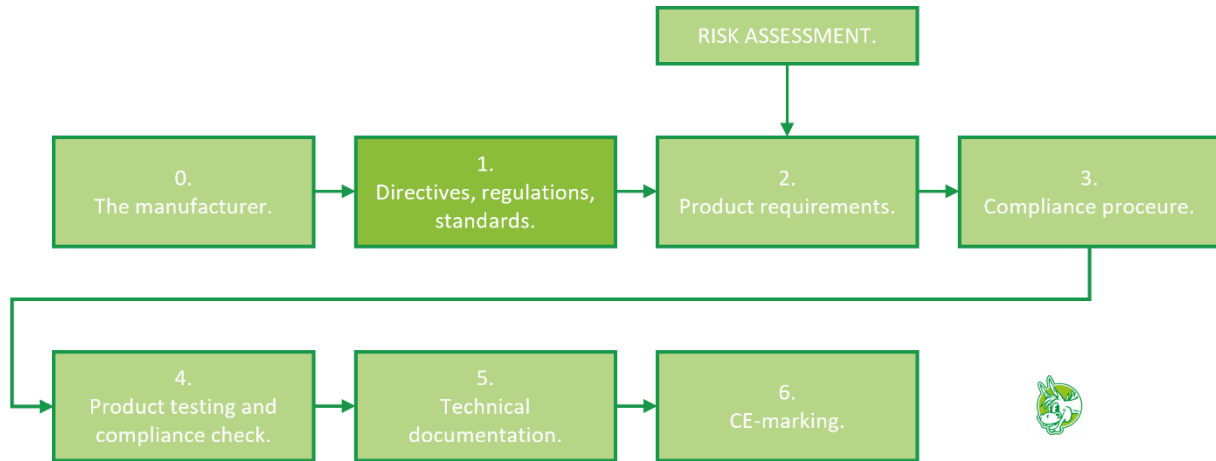 RISK ASSESSMENT.
0.
The manufacturer.
1.
Directives, regulations,
standards.
2.
Product requirements.
3.
Compliance proceure.
4.
Product testing and
compliance check.
5.
Technical
documentation.
6.
CE-marking.